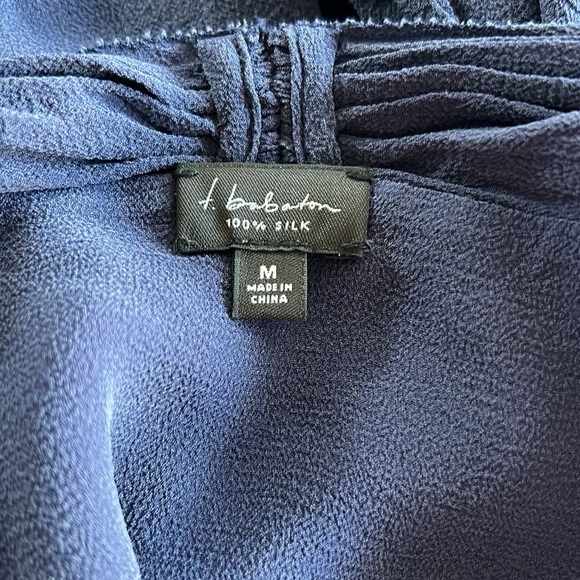 t. babaton
100% SILK
M
MADE IN
CHINA